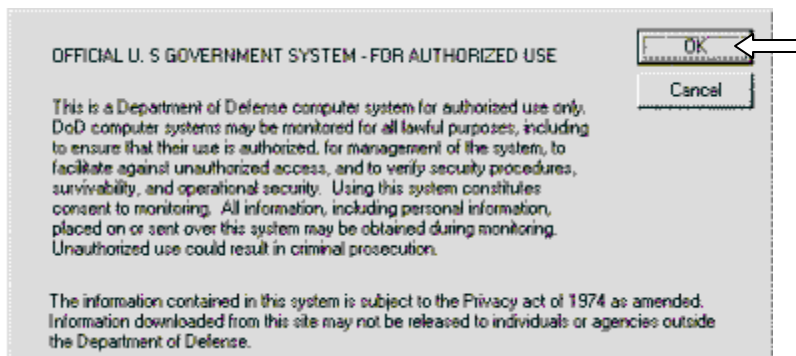 OFFICIAL U. S GOVERNMENT SYSTEM - FOR AUTHORIZED USE
OK
Cancel
This is a Department of Defense computer system for authorized use only.
DoD computer systems may be monitored for all lawful purposes, including
to ensure that their use is authorized, for management of the system, to
facilitate against unauthorized access, and to verify security procedures,
survivability, and operational security. Using this system constitutes
consent to monitoring. All information, including personal information,
placed on or sent over this system may be obtained during monitoring.
Unauthorized use could result in criminal prosecution.
The information contained in this system is subject to the Privacy act of 1974 as amended.
Information downloaded from this site may not be released to individuals or agencies outside
the Department of Defense.